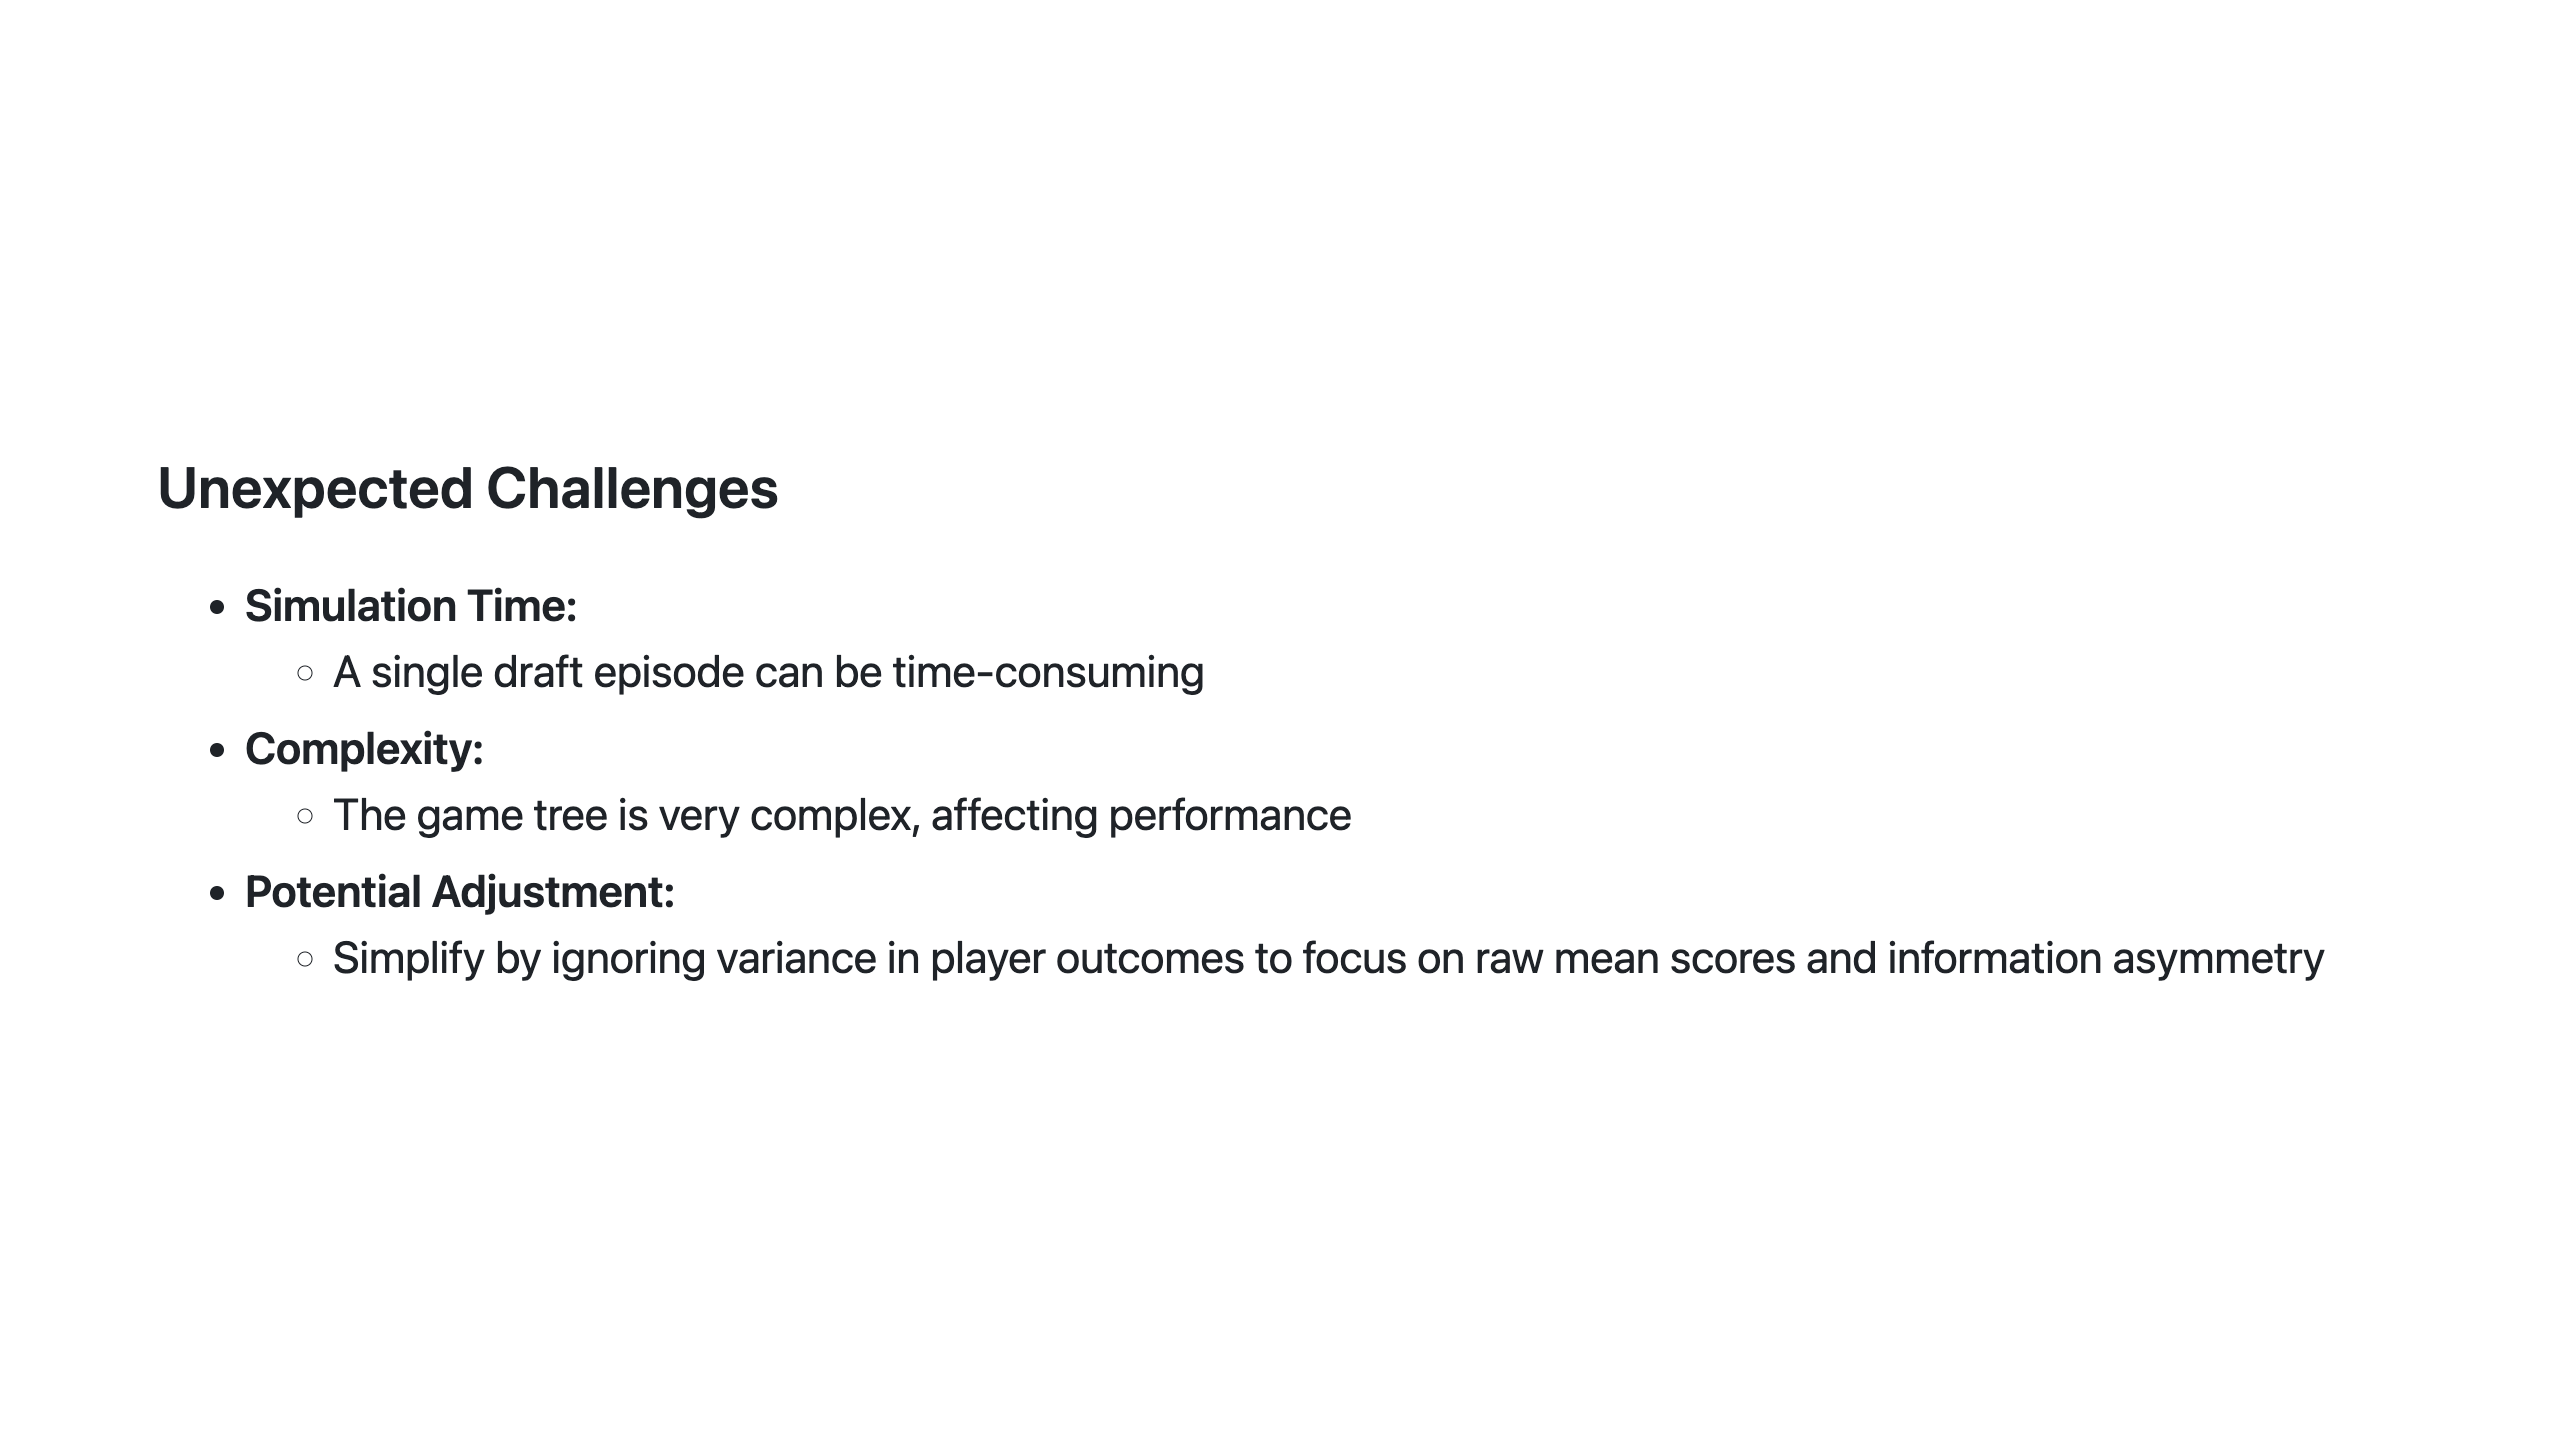 Unexpected Challenges
• Simulation Time:
◦ A single draft episode can be time-consuming
• Complexity:
◦ The game tree is very complex, affecting performance
• Potential Adjustment:
◦ Simplify by ignoring variance in player outcomes to focus on raw mean scores and information asymmetry